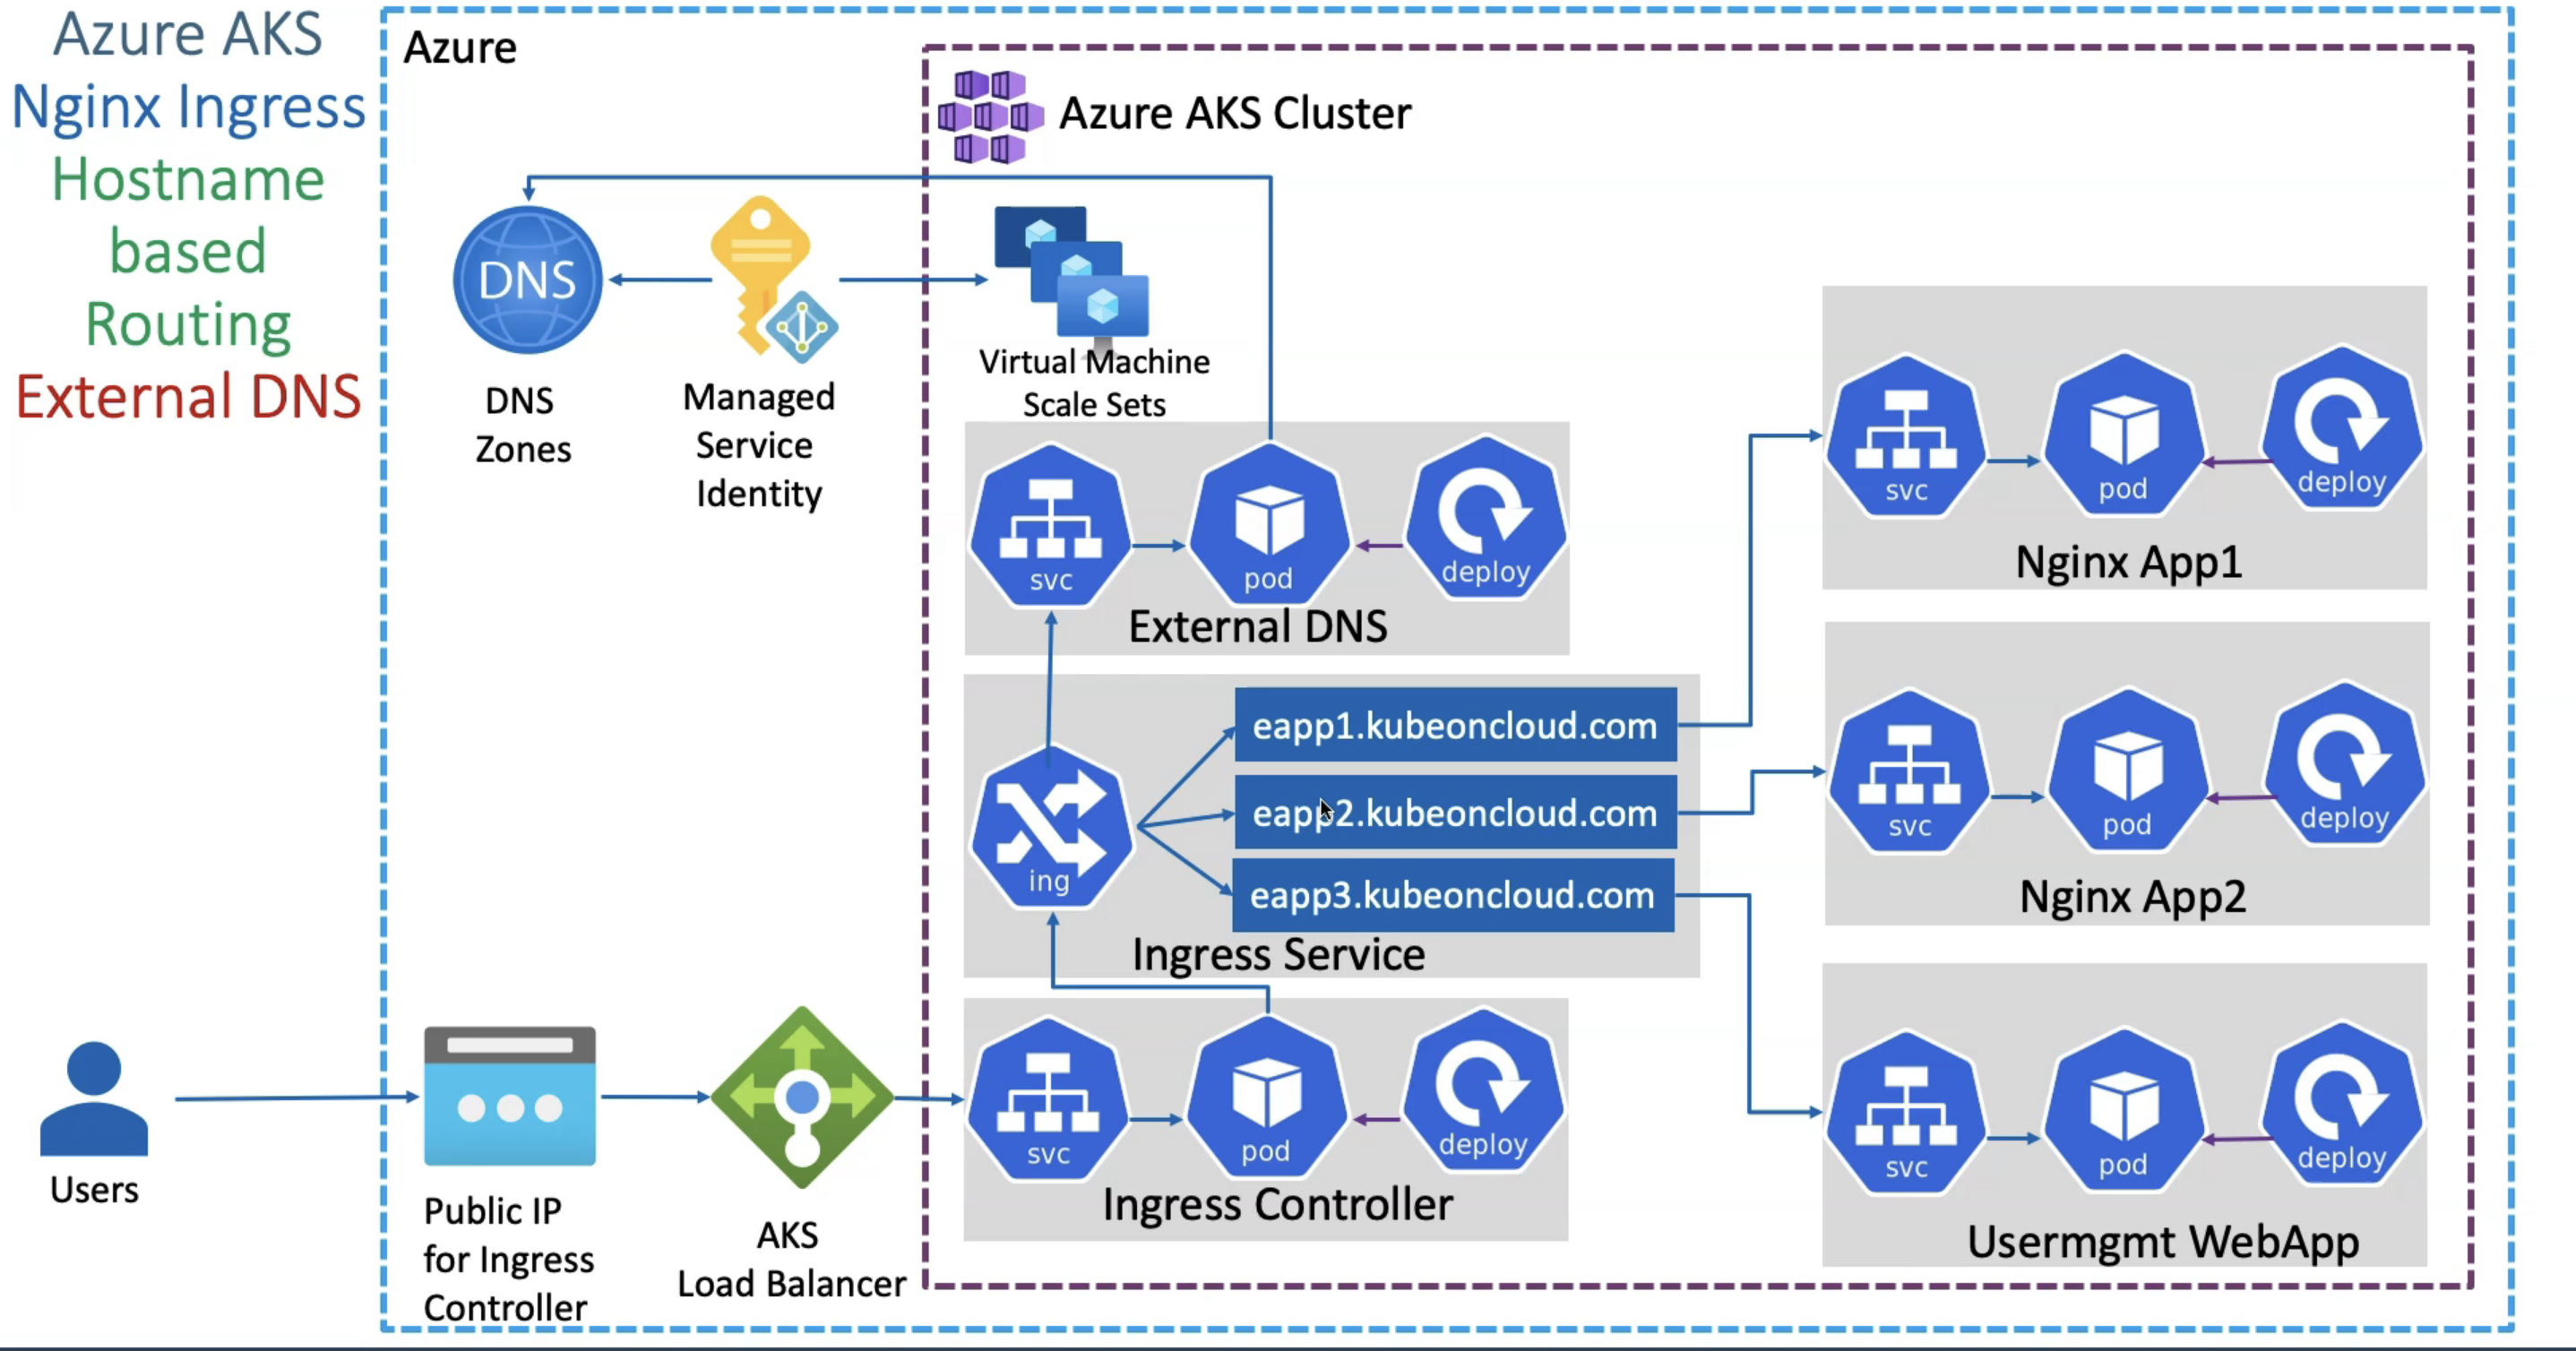 Azure AKS
Nginx Ingress
Hostname
based
Routing
External DNS
Azure
Azure AKS Cluster
DNS
DNS
Zones
Managed
Service
Identity
Virtual Machine
Scale Sets
svc
pod
deploy
External DNS
ing
eapp1.kubeoncloud.com
eapp2.kubeoncloud.com
eapp3.kubeoncloud.com
Ingress Service
svc
pod
deploy
Ingress Controller
svc
pod
deploy
Nginx App1
svc
pod
deploy
Nginx App2
svc
pod
deploy
Usermgmt WebApp
Users
Public IP
for Ingress
Controller
AKS
Load Balancer